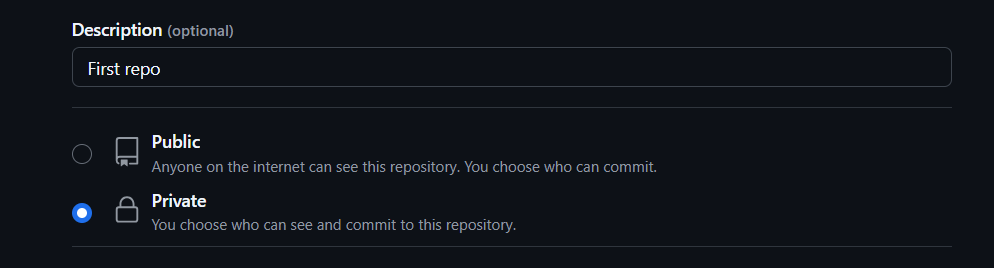 Description (optional)
First repo
Public
Anyone on the internet can see this repository. You choose who can commit.
Private
You choose who can see and commit to this repository.